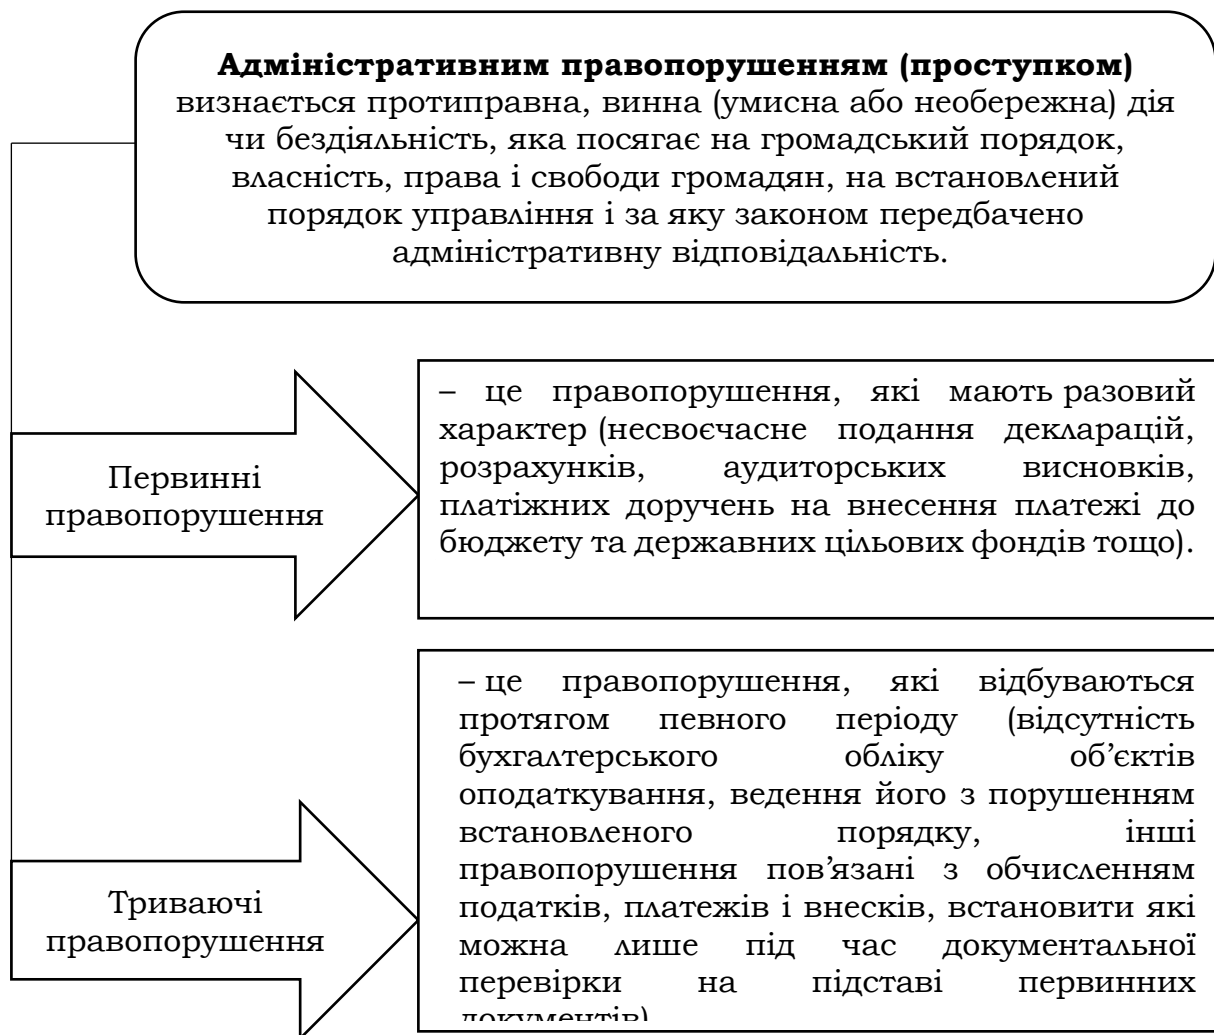 Адміністративним правопорушенням (проступком)
визнається протиправна, винна (умисна або необережна) дія
чи бездіяльність, яка посягає на громадський порядок,
власність, права і свободи громадян, на встановлений
порядок управління і за яку законом передбачено
адміністративну відповідальність.
Первинні
правопорушення
– це правопорушення, які мають разовий
характер (несвоєчасне подання декларацій,
розрахунків, аудиторських висновків,
платіжних доручень на внесення платежі до
бюджету та державних цільових фондів тощо).
Триваючі
правопорушення
– це правопорушення, які відбуваються
протягом певного періоду (відсутність
бухгалтерського обліку об’єктів
оподаткування, ведення його з порушенням
встановленого порядку, інші
правопорушення пов’язані з обчисленням
податків, платежів і внесків, встановити які
можна лише під час документальної
перевірки на підставі первинних
документів)